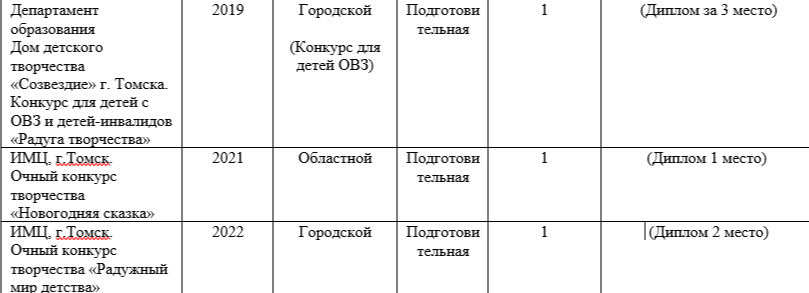 Департамент
образования
Дом детского
творчества
«Созвездие» г. Томска.
Конкурс для детей с
ОВЗ и детей-инвалидов
«Радуга творчества»
2019
Городской
(Конкурс для
детей ОВЗ)
Подготови
тельная
1
(Диплом за 3 место)
ИМЦ, г.Томск.
Очный конкурс
творчества
«Новогодняя сказка»
2021
Областной
Подготови
тельная
1
(Диплом 1 место)
ИМЦ, г.Томск.
Очный конкурс
творчества «Радужный
мир детства»
2022
Городской
Подготови
тельная
1
(Диплом 2 место)